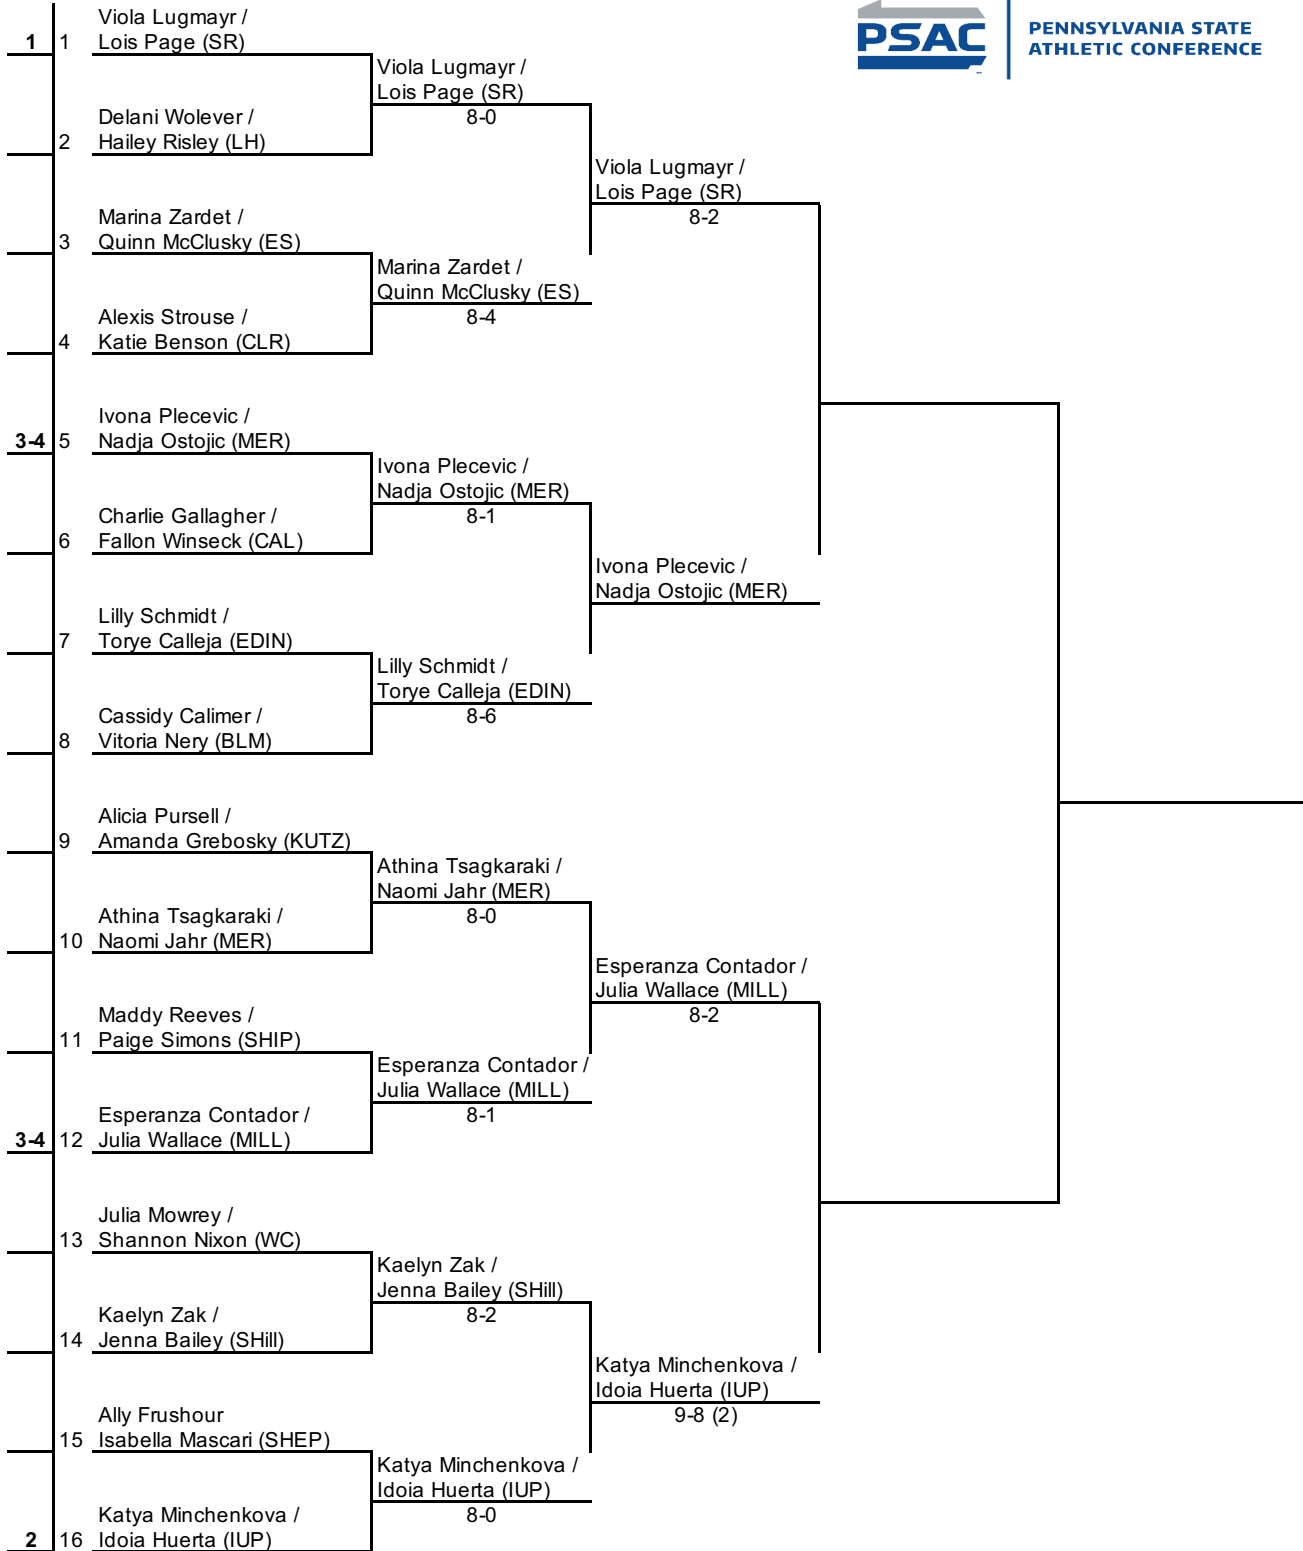 PSAC
PENNSYLVANIA STATE
ATHLETIC CONFERENCE
Viola Lugmayr /
1 1 Lois Page (SR)
Viola Lugmayr /
Lois Page (SR)
8-0
Delani Wolever /
2 Hailey Risley (LH)
Viola Lugmayr /
Lois Page (SR)
8-2
Marina Zardet /
3 Quinn McClusky (ES)
Marina Zardet /
Quinn McClusky (ES)
8-4
Alexis Strouse /
4 Katie Benson (CLR)
Ivona Plecevic /
3-4 5 Nadja Ostojic (MER)
Ivona Plecevic /
Nadja Ostojic (MER)
8-1
Charlie Gallagher /
6 Fallon Winseck (CAL)
Ivona Plecevic /
Nadja Ostojic (MER)
Lilly Schmidt /
7 Torye Calleja (EDIN)
Lilly Schmidt /
Torye Calleja (EDIN)
8-6
Cassidy Calimer /
8 Vitoria Nery (BLM)
Alicia Pursell /
9 Amanda Grebosky (KUTZ)
Athina Tsagkaraki /
Naomi Jahr (MER)
8-0
Athina Tsagkaraki /
10 Naomi Jahr (MER)
Esperanza Contador /
Julia Wallace (MILL)
8-2
Maddy Reeves /
11 Paige Simons (SHIP)
Esperanza Contador /
Julia Wallace (MILL)
8-1
Esperanza Contador /
3-4 12 Julia Wallace (MILL)
Julia Mowrey /
13 Shannon Nixon (WC)
Kaelyn Zak /
Jenna Bailey (SHill)
8-2
Kaelyn Zak /
14 Jenna Bailey (SHill)
Katya Minchenkova /
Idoia Huerta (IUP)
9-8 (2)
Ally Frushour
15 Isabella Mascari (SHEP)
Katya Minchenkova /
Idoia Huerta (IUP)
8-0
Katya Minchenkova /
2 16 Idoia Huerta (IUP)